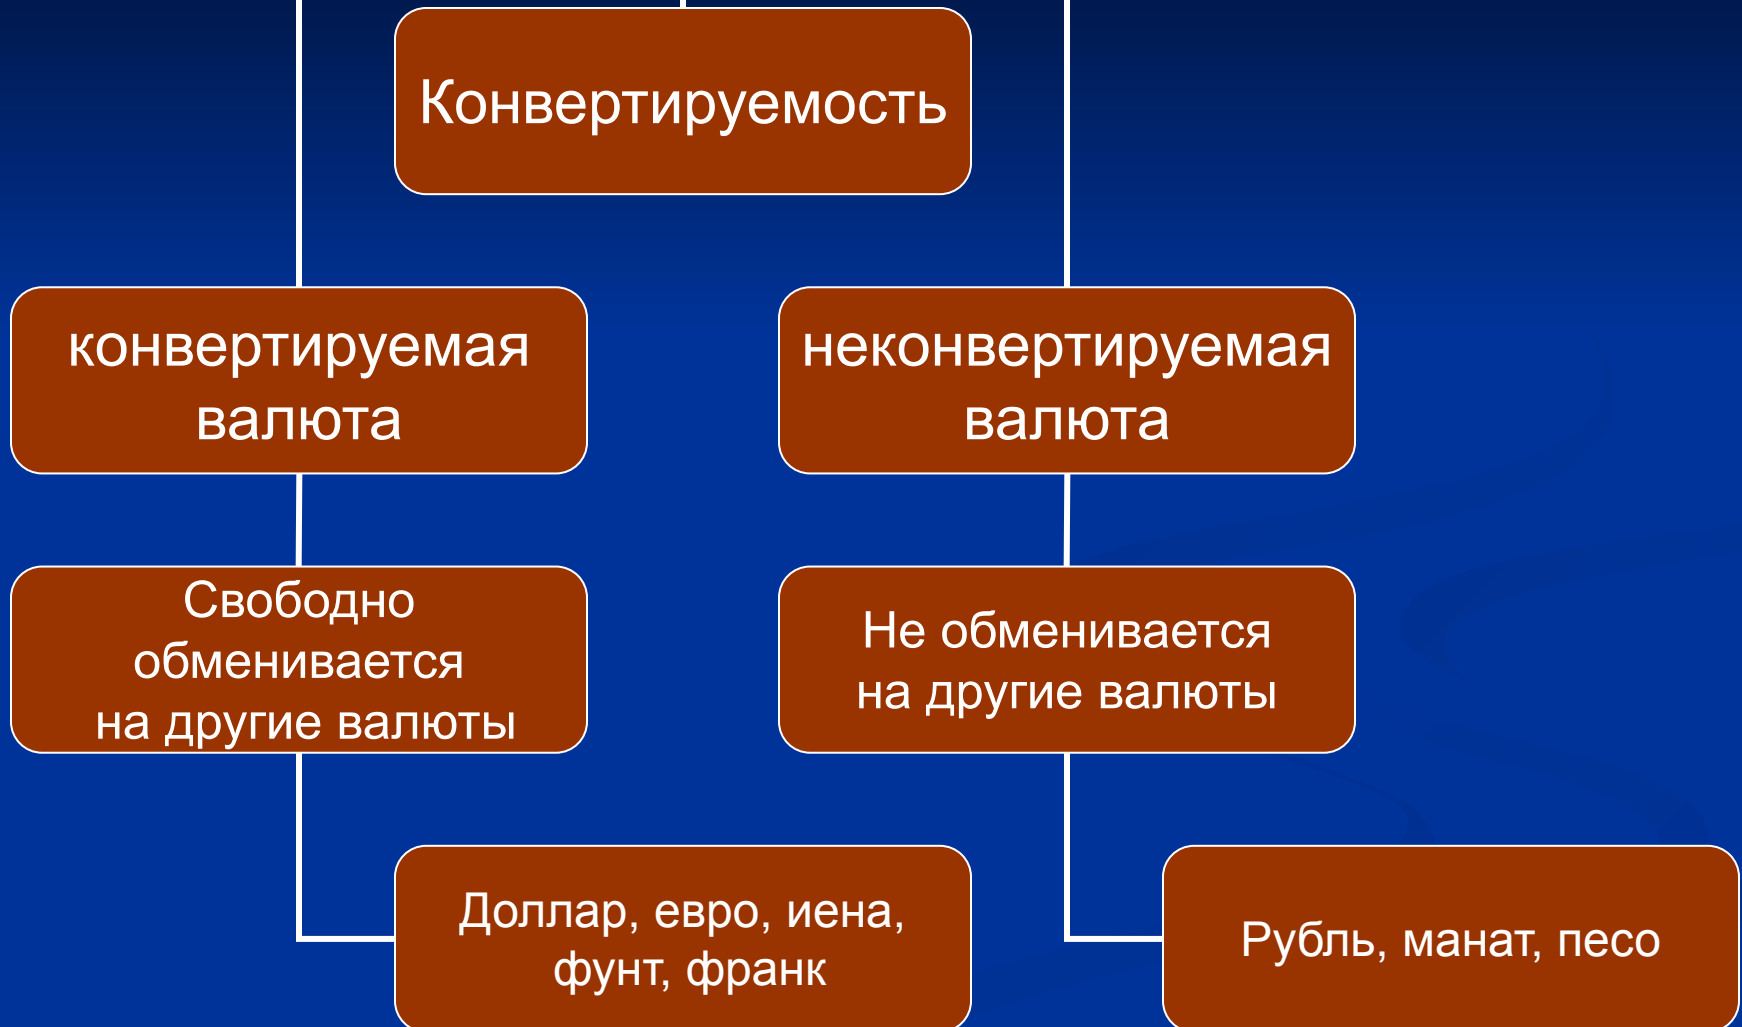 Конвертируемость
конвертируемая
валюта
неконвертируемая
валюта
Свободно
обменивается
на другие валюты
Не обменивается
на другие валюты
Доллар, евро, иена,
фунт, франк
Рубль, манат, песо